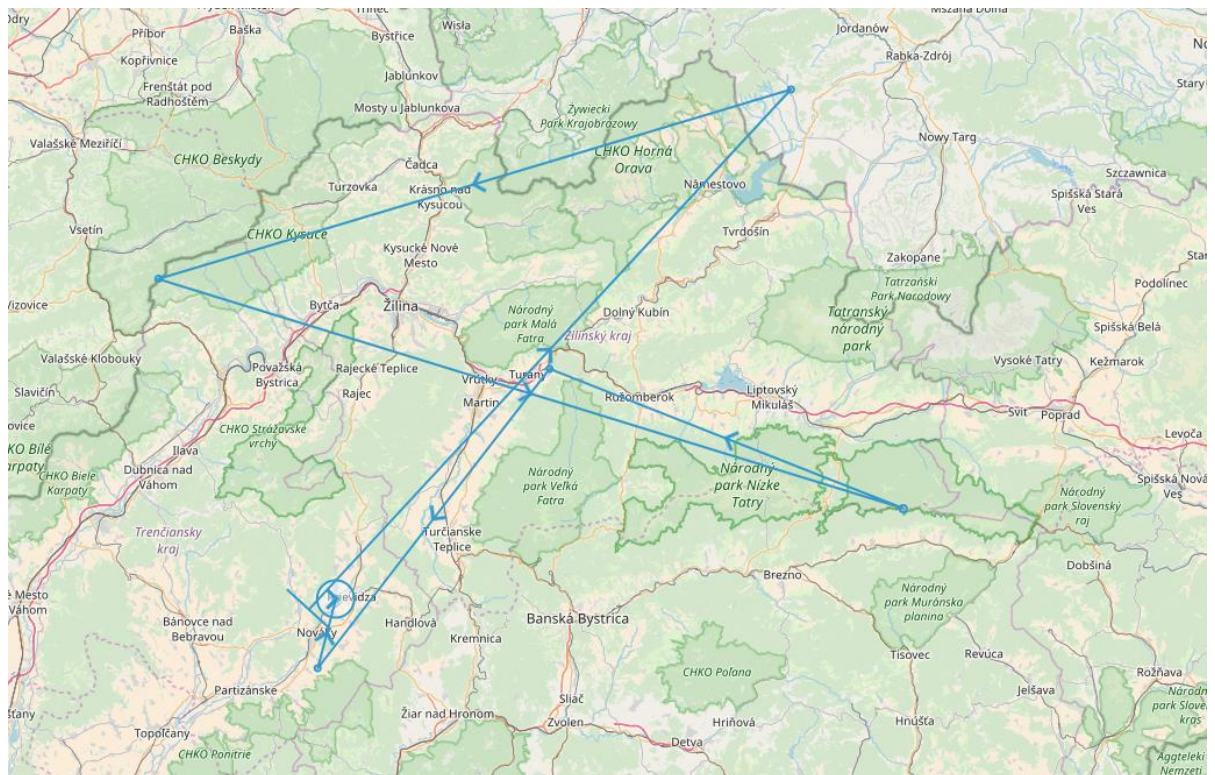 Mszana Dolna
Wisła
Příbor
Baška
Bystřice
Jordanów
Rabka-Zdrój
Kopřivnice
Frenštát pod
Radhoštěm
Jablunkov
Mosty u Jablunkova
Żywiecki
Park Krajobrazowy
Valašské Meziříčí
CHKO Beskydy
CHKO Horná
Orava
Nowy Targ
Čadca
Turzovka
Krásno nad
Kysucou
Námestovo
Szczawnica
Spišská Stará
Ves
Vsetín
CHKO Kysuce
Kysucké Nové
Mesto
Tvrdošín
Zakopane
Tatrzański
Park Narodowy
Podolínec
Vizovice
Bytča
Žilina
Národný
park Malá
Fatra
Dolný Kubín
Žilinský kraj
Tatranský
národný
park
Spišská Belá
Valašské Klobouky
Považská
Bystrica
Rajecké Teplice
Rajec
Vrútky
Turany
Martin
Ružomberok
Liptovský
Mikuláš
Vysoké Tatry
Kežmarok
Svit
Poprad
Slavičín
CHKO Strážovské
vrchy
Levoča
Ilava
CHKO Bílé
Karpaty
CHKO Biele
Karpaty
Dubnica nad
Váhom
Národný
park Veľká
Fatra
Národný
park Nízke
Tatry
Spišská Nová
Ves
Národný
park Slovenský
raj
Trenčiansky
kraj
Turčianske
Teplice
Dobšiná
Brezno
Nové Mesto
Váhom
Prievidza
Národný
park Muránska
planina
Bánovce nad
Bebravou
Nováky
Handlová
Kremnica
Banská Bystrica
Tisovec
Revúca
Rožňava
CHKO Poľana
Partizánske
Jelšava
Sliač
Žiar nad Hronom
Zvolen
Hriňová
Hnúšťa
Topoľčany
CHKO Ponitrie
Detva
Aggteleki
Nemzeti